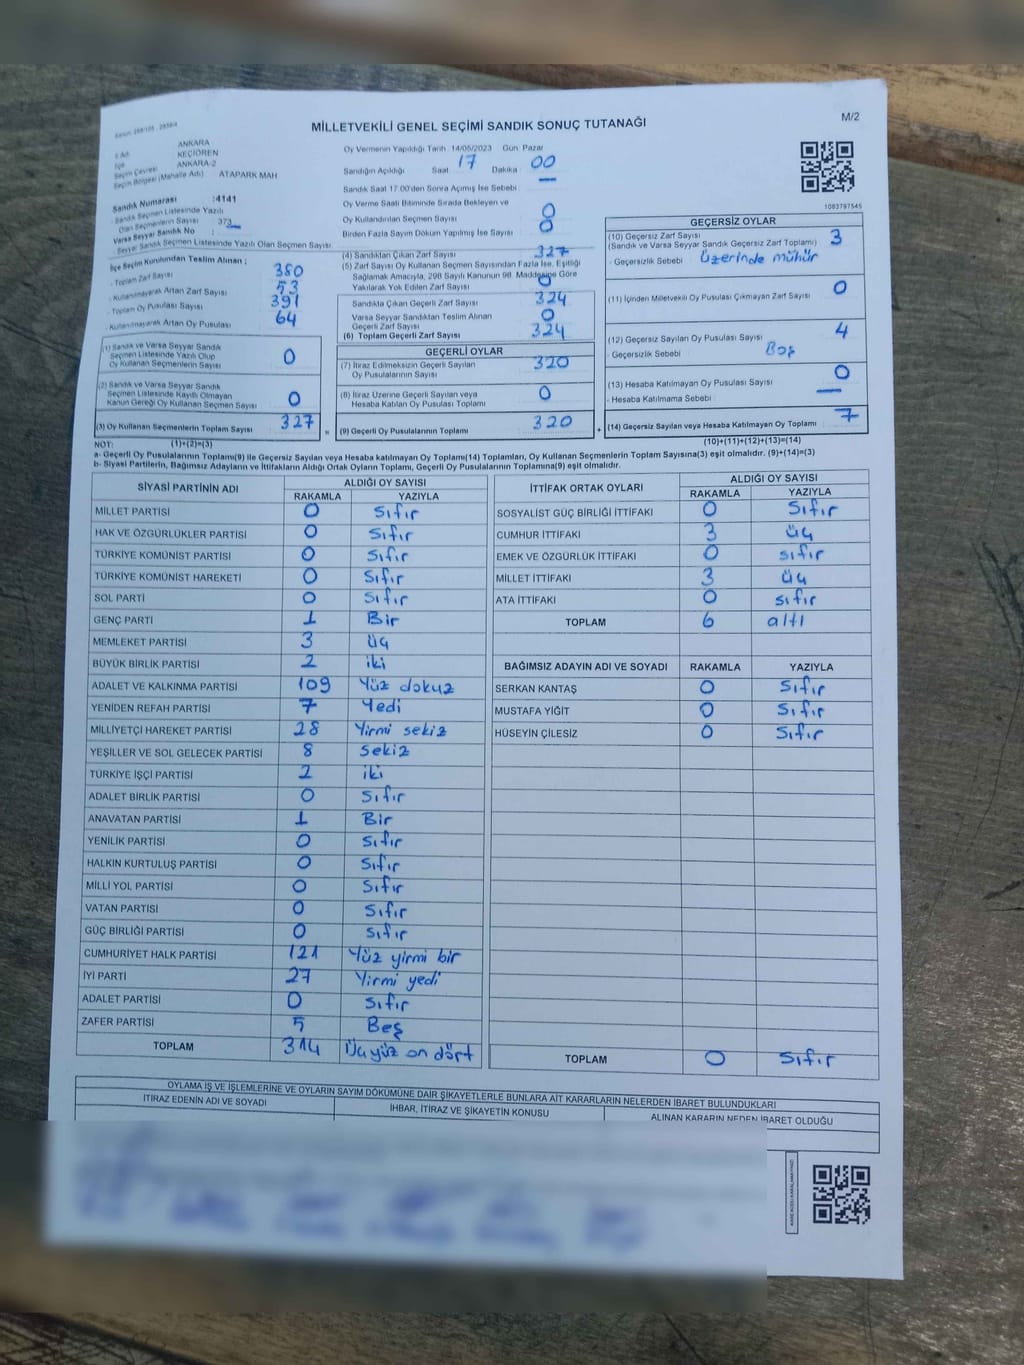 MİLLETVEKİLİ GENEL SEÇİMİ SANDIK SONUÇ TUTANAĞI
M/2
İl Adı ANKARA
İlçe KEÇİÖREN
Seçim Çevresi ANKARA-2
Seçim Bölgesi (Mahalle Adı) ATAPARK MAH
Sandık Numarası :4141
Sandık Seçmen Listesinde Yazılı
Olan Seçmenlerin Sayısı 373
Varsa Seyyar Sandık No :
Seyyar Sandık Seçmen Listesinde Yazılı Olan Seçmen Sayısı
Oy Vermenin Yapıldığı Tarih 14/05/2023 Gün Pazar
Sandığın Açıldığı Saat 17 Dakika 00
Sandık Saat 17:00'den Sonra Açılmış İse Sebebi —
Oy Verme Saati Bitiminde Sırada Bekleyen ve
Oy Kullandırılan Seçmen Sayısı 0
Birden Fazla Sayım Döküm Yapılmış İse Sayısı 0
1083797545
İlçe Seçim Kurulundan Teslim Alınan ;
- Toplam Zarf Sayısı 380
- Kullanılmayarak Artan Zarf Sayısı 53
- Toplam Oy Pusulası Sayısı 391
- Kullanılmayarak Artan Oy Pusulası 64
(1) Sandık ve Varsa Seyyar Sandık
Seçmen Listesinde Yazılı Olup
Oy Kullanan Seçmen Sayısı 0
(2) Sandık ve Varsa Seyyar Sandık
Seçmen Listesinde Kayıtlı Olmayan
Kanun Gereği Oy Kullanan Seçmen Sayısı 0
(3) Oy Kullanan Seçmenlerin Toplam Sayısı 327
(4) Sandıktan Çıkan Zarf Sayısı 327
(5) Zarf Sayısı Oy Kullanan Seçmen Sayısından Fazla İse, Eşitliği
Sağlamak Amacıyla, 298 Sayılı Kanunun 98. Maddesine Göre
Yakılarak Yok Edilen Zarf Sayısı 0
Sandıkta Çıkan Geçerli Zarf Sayısı 324
Varsa Seyyar Sandıktan Teslim Alınan
Geçerli Zarf Sayısı 0
(6) Toplam Geçerli Zarf Sayısı 324
GEÇERLİ OYLAR
(7) İtiraz Edilmeksizin Geçerli Sayılan
Oy Pusulalarının Sayısı 320
(8) İtiraz Üzerine Geçerli Sayılan veya
Hesaba Katılan Oy Pusulası Toplamı 0
= (9) Geçerli Oy Pusulalarının Toplamı 320
GEÇERSİZ OYLAR
(10) Geçersiz Zarf Sayısı
(Sandık ve Varsa Seyyar Sandık Geçersiz Zarf Toplamı) 3
- Geçersizlik Sebebi Üzerinde mühür
(11) İçinden Milletvekili Oy Pusulası Çıkmayan Zarf Sayısı 0
(12) Geçersiz Sayılan Oy Pusulası Sayısı 4
- Geçersizlik Sebebi Boş
(13) Hesaba Katılmayan Oy Pusulası Sayısı 0
- Hesaba Katılmama Sebebi —
+ (14) Geçersiz Sayılan veya Hesaba Katılmayan Oy Toplamı 7
NOT: (1)+(2)=(3) (10)+(11)+(12)+(13)=(14)
a- Geçerli Oy Pusulalarının Toplamı(9) ile Geçersiz Sayılan veya Hesaba Katılmayan Oy Toplamı(14) Toplamları, Oy Kullanan Seçmenlerin Toplam Sayısına(3) eşit olmalıdır. (9)+(14)=(3)
b- Siyasi Partilerin, Bağımsız Adayların ve İttifakların Aldığı Ortak Oyların Toplamı, Geçerli Oy Pusulalarının Toplamına(9) eşit olmalıdır.
SİYASİ PARTİNİN ADI ALDIĞI OY SAYISI
RAKAMLA YAZIYLA
MİLLET PARTİSİ 0 Sıfır
HAK VE ÖZGÜRLÜKLER PARTİSİ 0 Sıfır
TÜRKİYE KOMÜNİST PARTİSİ 0 Sıfır
TÜRKİYE KOMÜNİST HAREKETİ 0 Sıfır
SOL PARTİ 0 Sıfır
GENÇ PARTİ 1 Bir
MEMLEKET PARTİSİ 3 üç
BÜYÜK BİRLİK PARTİSİ 2 iki
ADALET VE KALKINMA PARTİSİ 109 Yüz dokuz
YENİDEN REFAH PARTİSİ 7 Yedi
MİLLİYETÇİ HAREKET PARTİSİ 28 Yirmi sekiz
YEŞİLLER VE SOL GELECEK PARTİSİ 8 Sekiz
TÜRKİYE İŞÇİ PARTİSİ 2 iki
ADALET BİRLİK PARTİSİ 0 Sıfır
ANAVATAN PARTİSİ 1 Bir
YENİLİK PARTİSİ 0 Sıfır
HALKIN KURTULUŞ PARTİSİ 0 Sıfır
MİLLİ YOL PARTİSİ 0 Sıfır
VATAN PARTİSİ 0 Sıfır
GÜÇ BİRLİĞİ PARTİSİ 0 Sıfır
CUMHURİYET HALK PARTİSİ 121 Yüz yirmi bir
İYİ PARTİ 27 Yirmi yedi
ADALET PARTİSİ 0 Sıfır
ZAFER PARTİSİ 5 Beş
TOPLAM 314 Üçyüz on dört
İTTİFAK ORTAK OYLARI ALDIĞI OY SAYISI
RAKAMLA YAZIYLA
SOSYALİST GÜÇ BİRLİĞİ İTTİFAKI 0 Sıfır
CUMHUR İTTİFAKI 3 üç
EMEK VE ÖZGÜRLÜK İTTİFAKI 0 sıfır
MİLLET İTTİFAKI 3 üç
ATA İTTİFAKI 0 sıfır
TOPLAM 6 altı
BAĞIMSIZ ADAYIN ADI VE SOYADI RAKAMLA YAZIYLA
SERKAN KANTAŞ 0 Sıfır
MUSTAFA YİĞİT 0 Sıfır
HÜSEYİN ÇİLESİZ 0 Sıfır
TOPLAM 0 Sıfır
OYLAMA İŞ VE İŞLEMLERİNE VE OYLARIN SAYIM DÖKÜMÜNE DAİR ŞİKAYETLERLE BUNLARA AİT KARARLARIN NELERDEN İBARET BULUNDUKLARI
İTİRAZ EDENİN ADI VE SOYADI İHBAR, İTİRAZ VE ŞİKAYETİN KONUSU ALINAN KARARIN NEDEN İBARET OLDUĞU